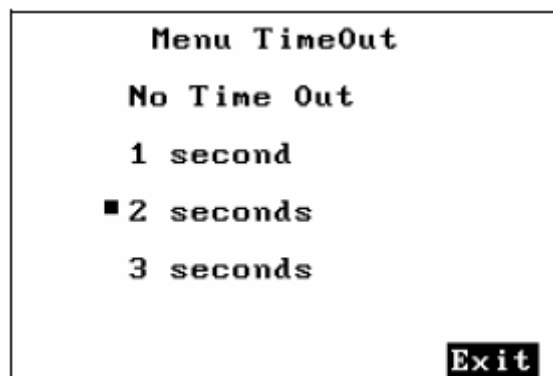 Menu TimeOut
No Time Out
1 second
2 seconds
3 seconds
Exit